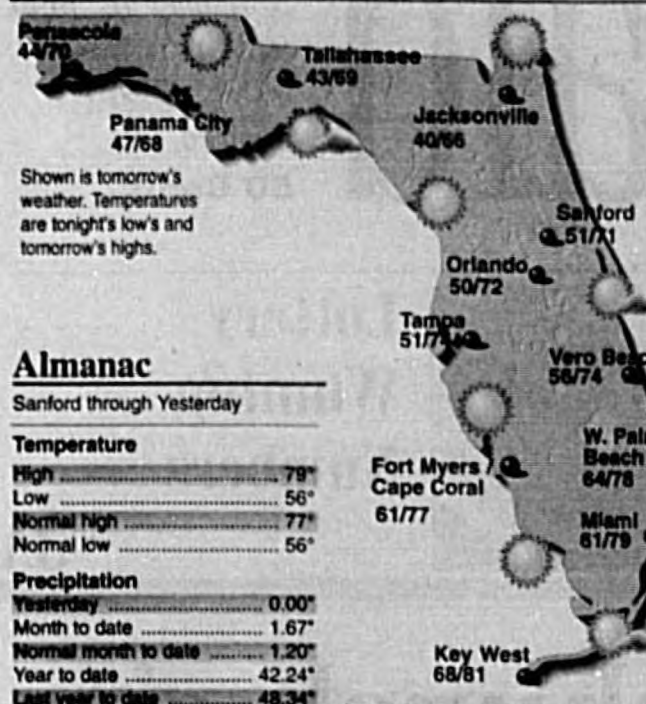 Pensacola
44/70
Tallahassee
43/69
Panama City
47/68
Jacksonville
40/66
Shown is tomorrow's
weather. Temperatures
are tonight's low's and
tomorrow's highs.
Sanford
51/71
Orlando
50/72
Tampa
51/74
Vero Beac
56/74
W. Pal
Beach
64/78
Fort Myers /
Cape Coral
61/77
Miami
61/79
Key West
68/81
Almanac
Sanford through Yesterday
Temperature
High ........................ 79°
Low ........................ 56°
Normal high ........................ 77°
Normal low ........................ 56°
Precipitation
Yesterday ........................ 0.00"
Month to date ........................ 1.67"
Normal month to date .......... 1.20"
Year to date ........................ 42.24"
Last year to date ................ 48.34"